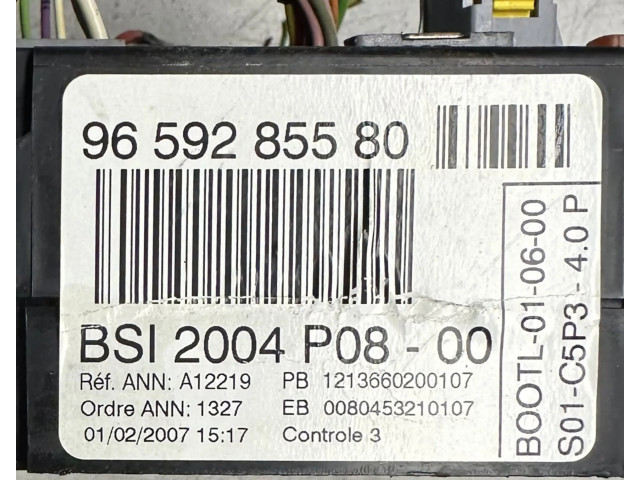 96 592 855 80
BSI 2004 P08 - 00
Réf. ANN: A12219 PB 1213660200107
Ordre ANN: 1327 EB 0080453210107
01/02/2007 15:17 Controle 3
BOOTL-01-06-00
S01-C5P3 - 4.0 P